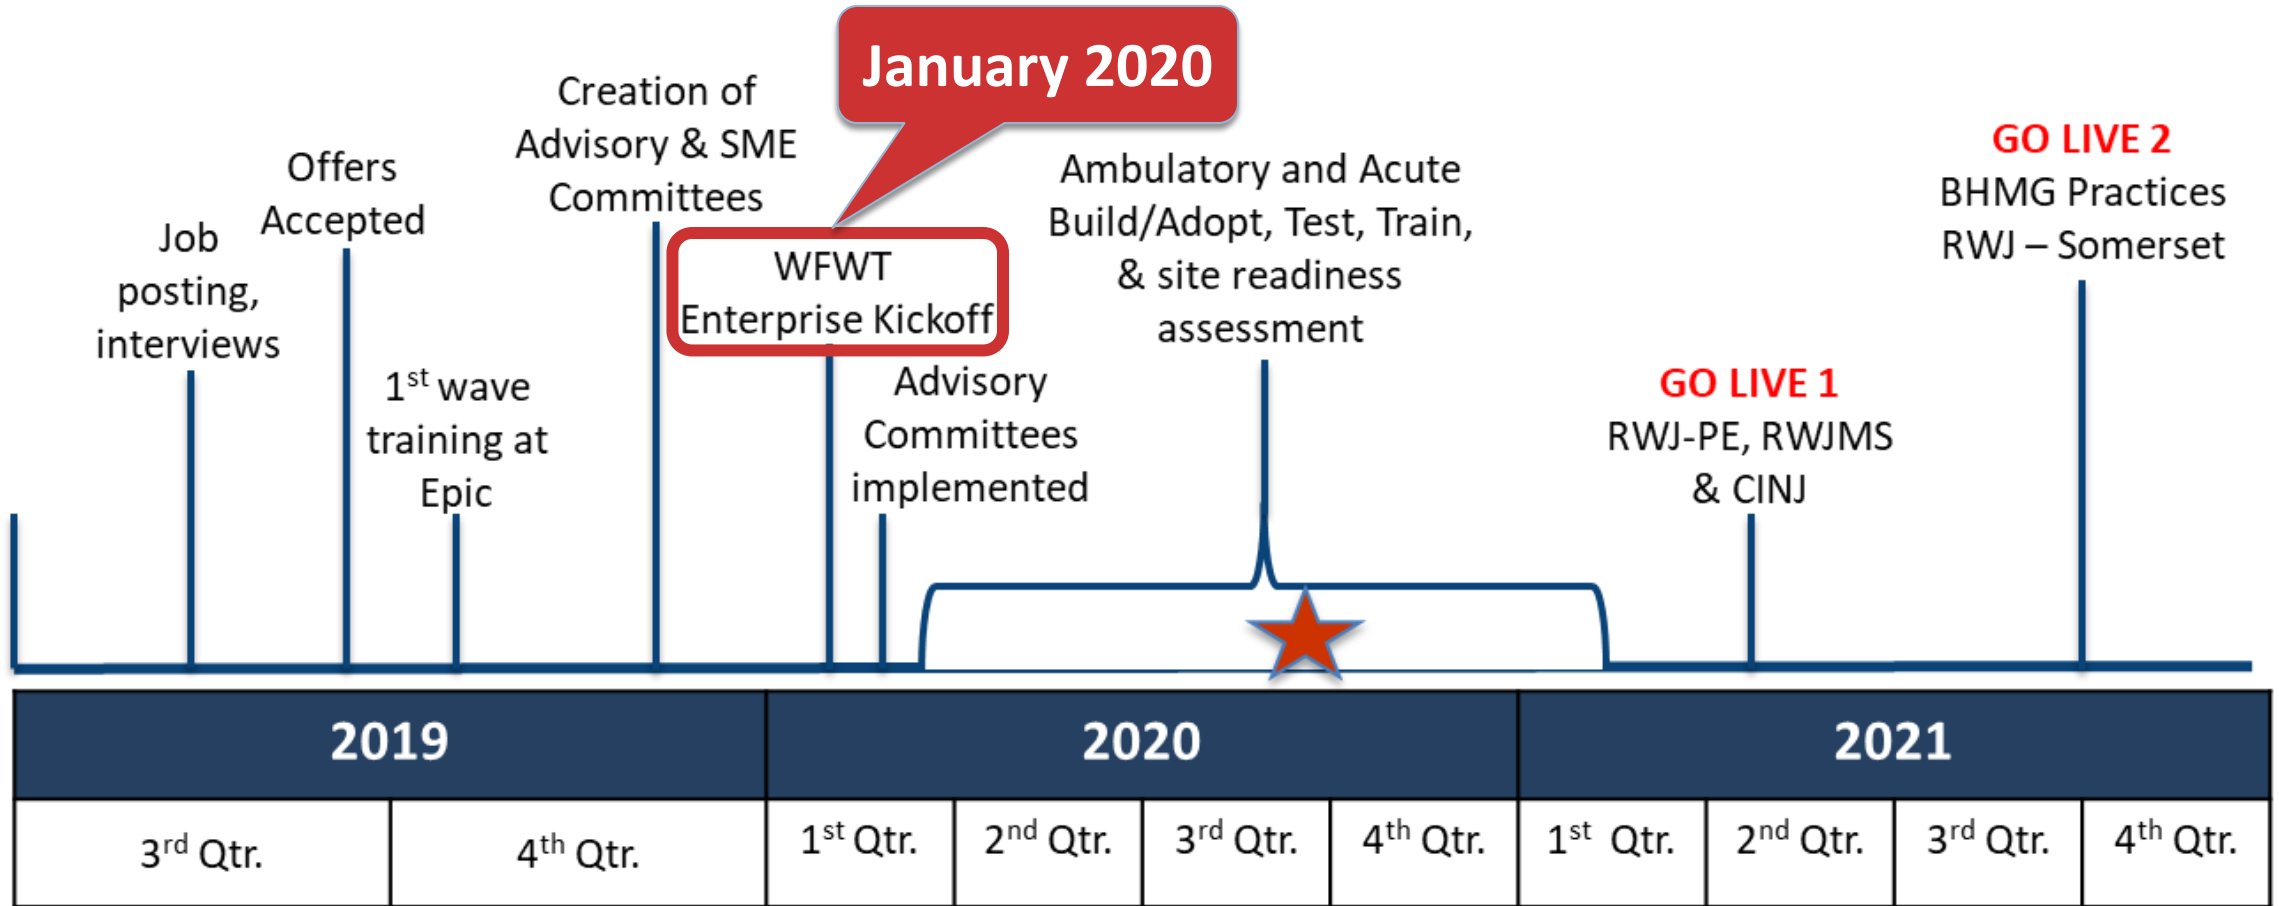 January 2020
Creation of
Advisory & SME
Committees
Offers
Accepted
Job
posting,
interviews
1st wave
training at
Epic
WFWT
Enterprise Kickoff
Advisory
Committees
implemented
Ambulatory and Acute
Build/Adopt, Test, Train,
& site readiness
assessment
GO LIVE 1
RWJ-PE, RWJMS
& CINJ
GO LIVE 2
BHMG Practices
RWJ – Somerset
2019
2020
2021
3rd Qtr.
4th Qtr.
1st Qtr.
2nd Qtr.
3rd Qtr.
4th Qtr.
1st Qtr.
2nd Qtr.
3rd Qtr.
4th Qtr.